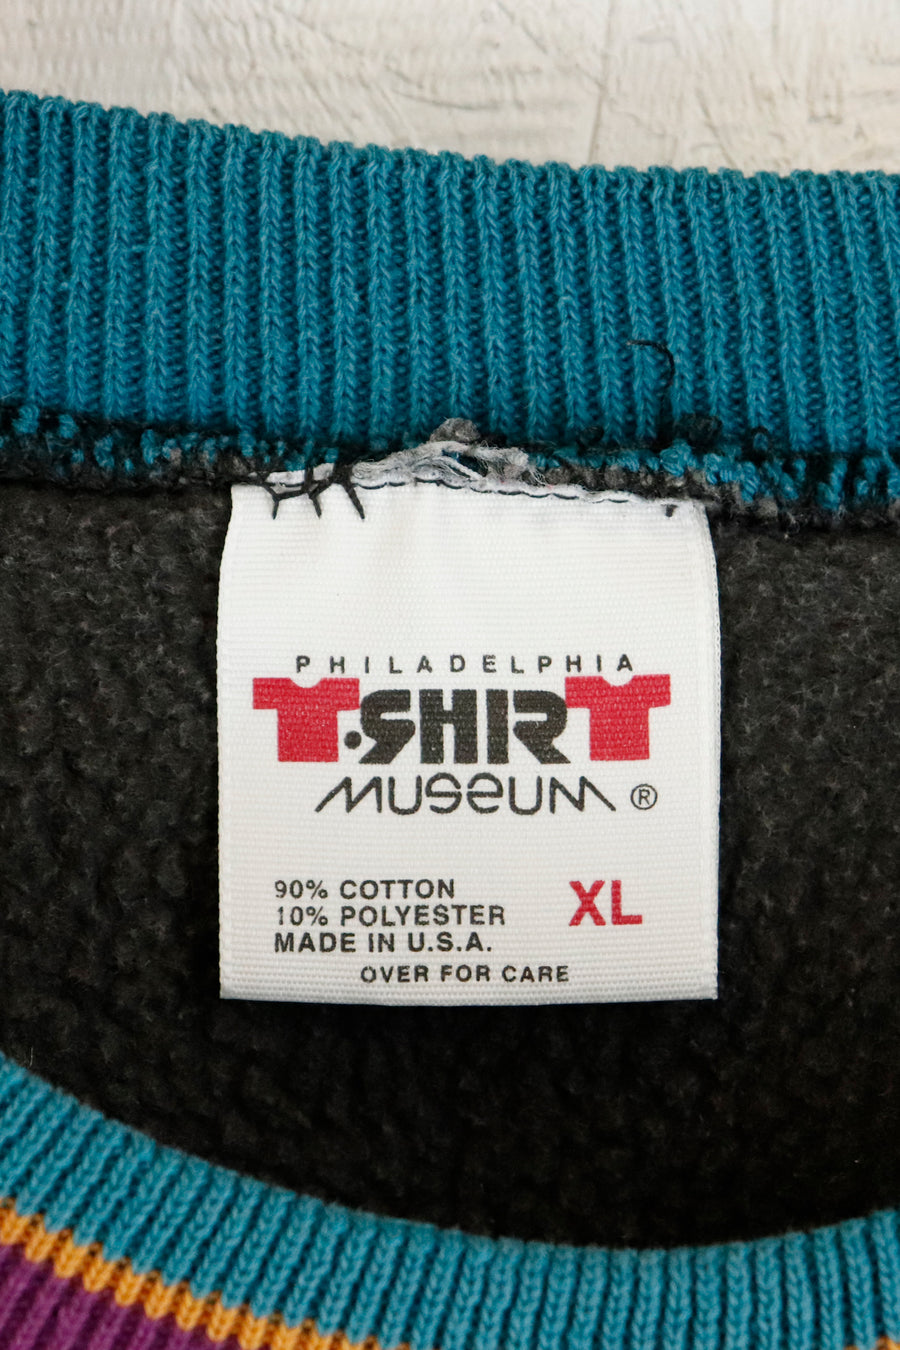 PHILADELPHIA
T·SHIRT
MUSEUM ®
90% COTTON
10% POLYESTER
MADE IN U.S.A.
XL
OVER FOR CARE